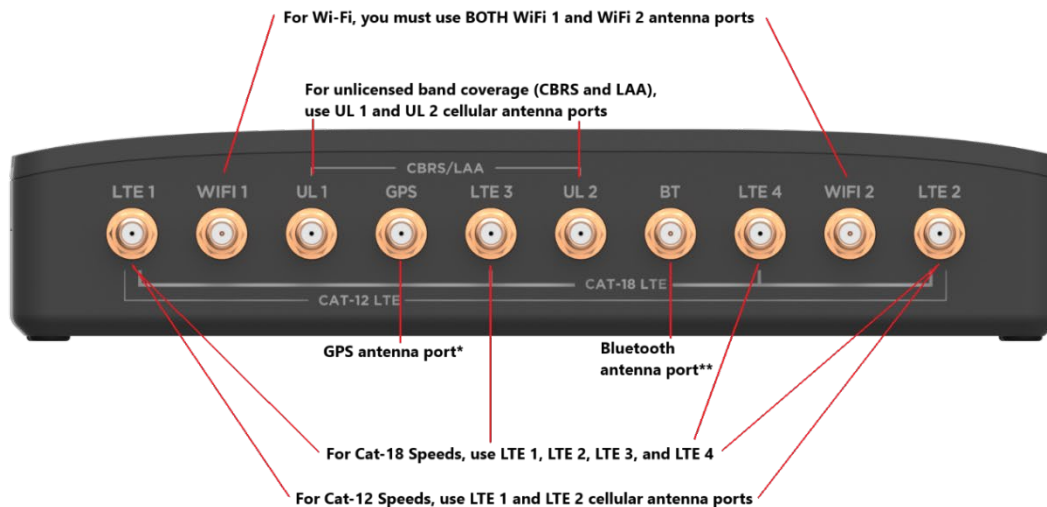 For Wi-Fi, you must use BOTH WiFi 1 and WiFi 2 antenna ports
For unlicensed band coverage (CBRS and LAA),
use UL 1 and UL 2 cellular antenna ports
CBRS/LAA
LTE 1 WIFI 1 UL 1 GPS LTE 3 UL 2 BT LTE 4 WIFI 2 LTE 2
CAT-18 LTE
CAT-12 LTE
GPS antenna port*
Bluetooth
antenna port**
For Cat-18 Speeds, use LTE 1, LTE 2, LTE 3, and LTE 4
For Cat-12 Speeds, use LTE 1 and LTE 2 cellular antenna ports